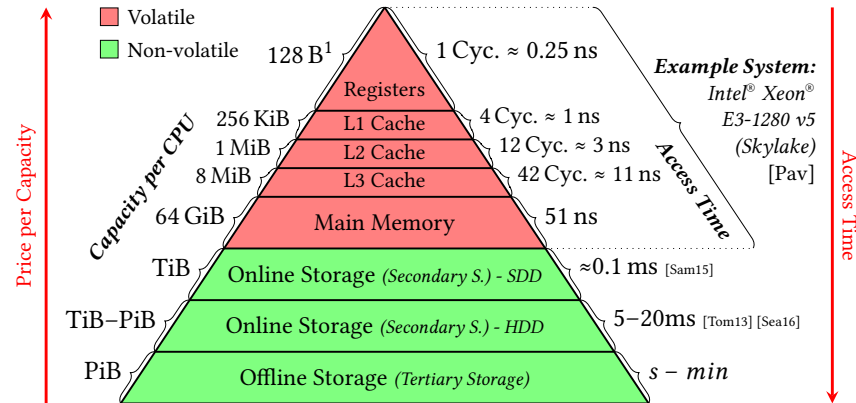 Volatile
Non-volatile
Price per Capacity
Capacity per CPU
128 B¹
Registers
1 Cyc. ≈ 0.25 ns
256 KiB
L1 Cache
4 Cyc. ≈ 1 ns
1 MiB
L2 Cache
12 Cyc. ≈ 3 ns
8 MiB
L3 Cache
42 Cyc. ≈ 11 ns
64 GiB
Main Memory
51 ns
TiB
Online Storage (Secondary S.) - SDD
≈0.1 ms [Sam15]
TiB–PiB
Online Storage (Secondary S.) - HDD
5–20ms [Tom13] [Sea16]
PiB
Offline Storage (Tertiary Storage)
s – min
Access Time
Example System:
Intel® Xeon®
E3-1280 v5
(Skylake)
[Pav]
Access Time